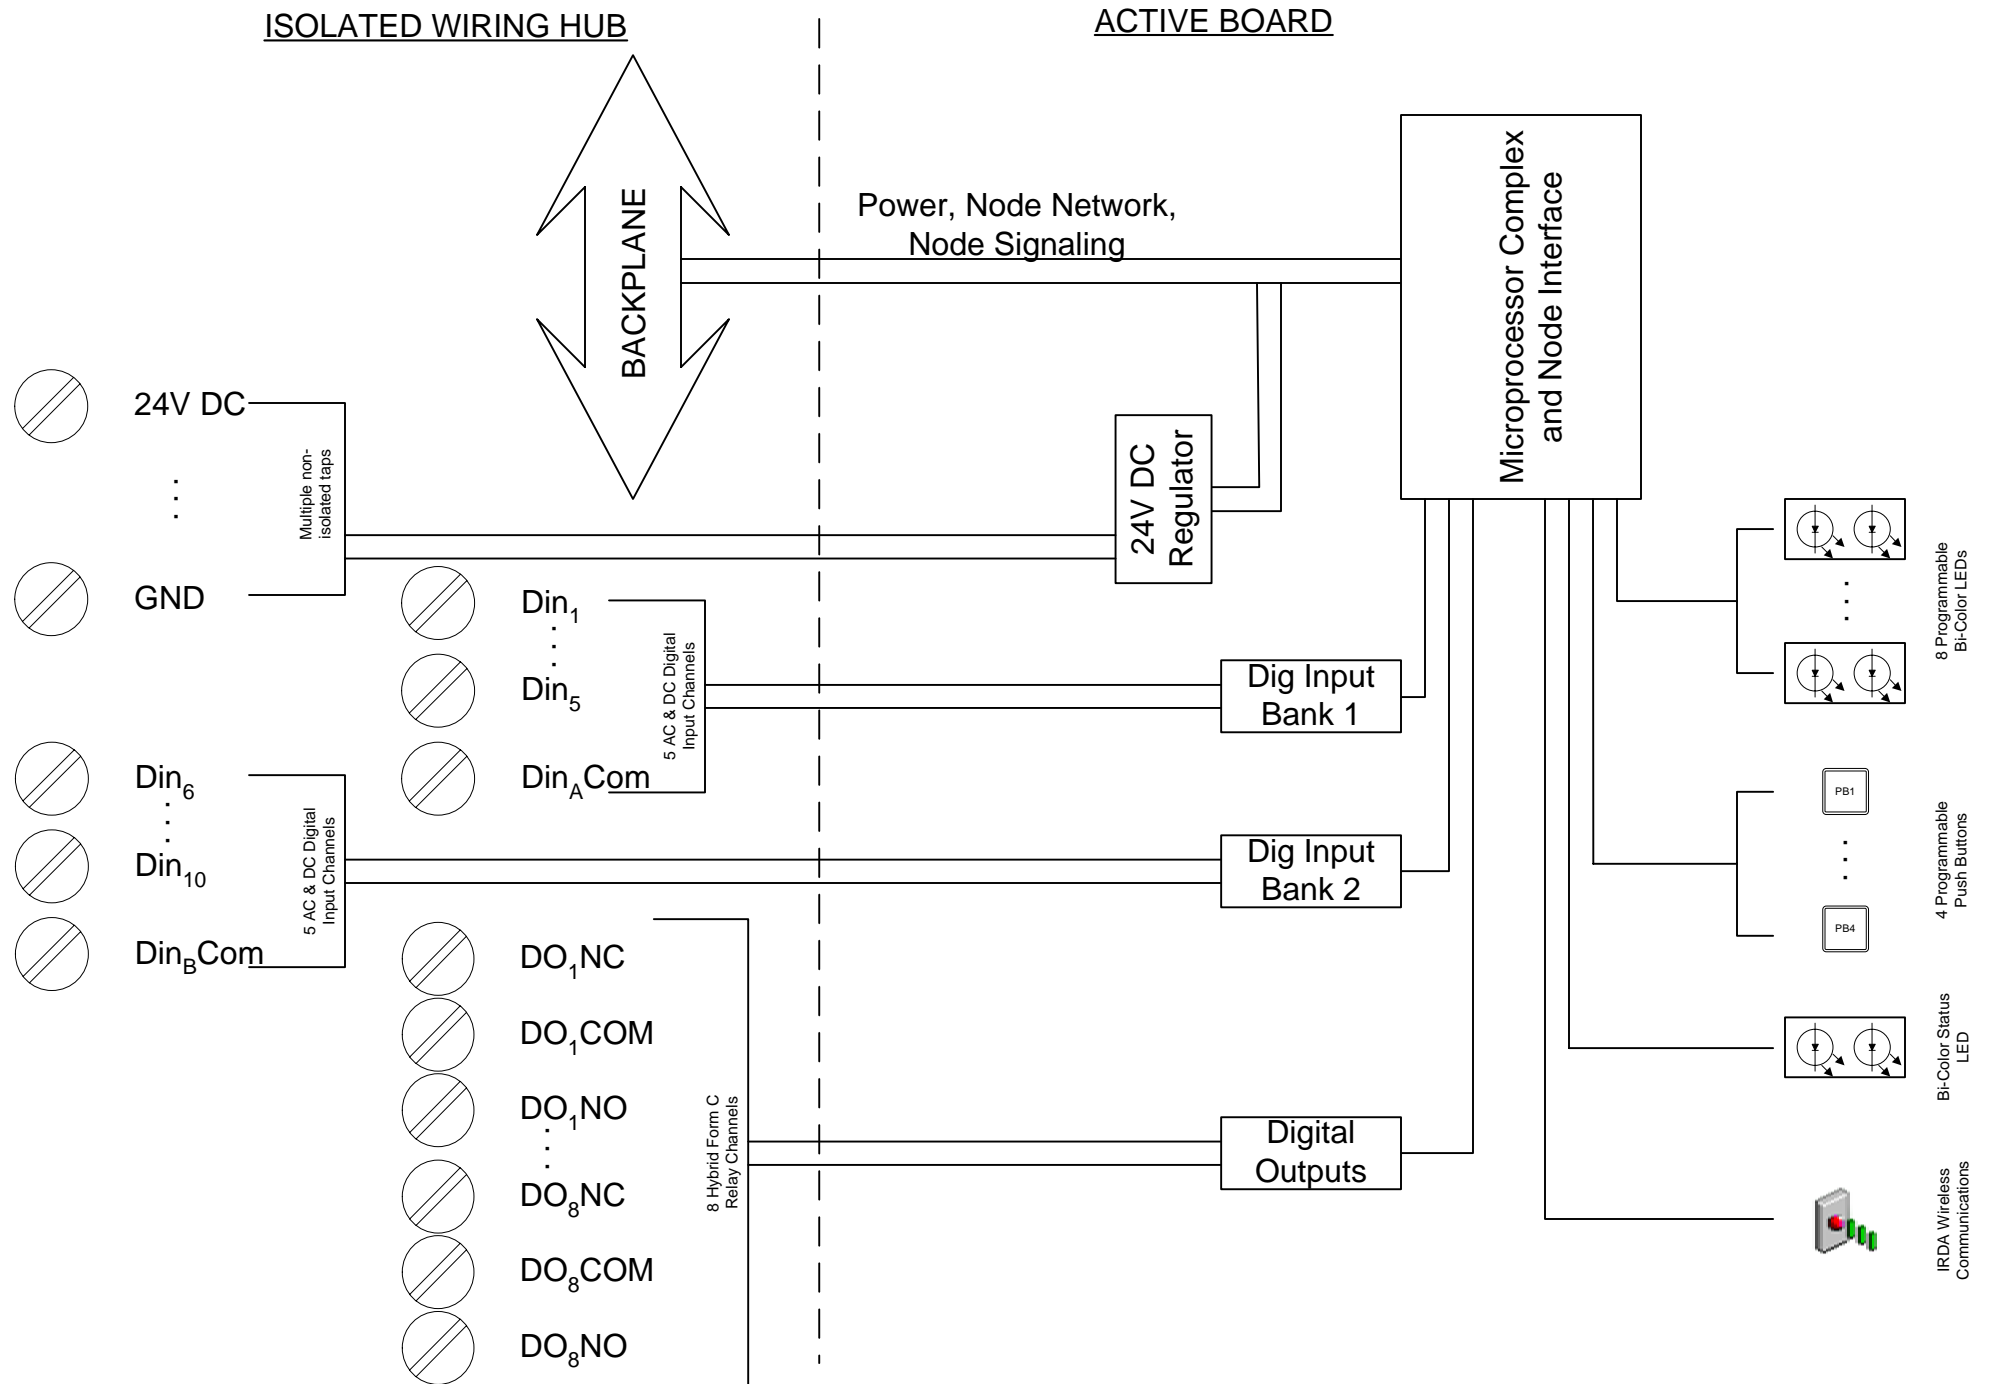 ISOLATED WIRING HUB
ACTIVE BOARD
BACKPLANE
Power, Node Network,
Node Signaling
Microprocessor Complex
and Node Interface
24V DC
GND
Multiple non-
isolated taps
24V DC
Regulator
Din1
Din5
DinACom
5 AC & DC Digital
Input Channels
Dig Input
Bank 1
Din6
Din10
DinBCom
5 AC & DC Digital
Input Channels
Dig Input
Bank 2
DO1NC
DO1COM
DO1NO
DO8NC
DO8COM
DO8NO
8 Hybrid Form C
Relay Channels
Digital
Outputs
8 Programmable
Bi-Color LEDs
PB1
PB4
4 Programmable
Push Buttons
Bi-Color Status
LED
IRDA Wireless
Communications